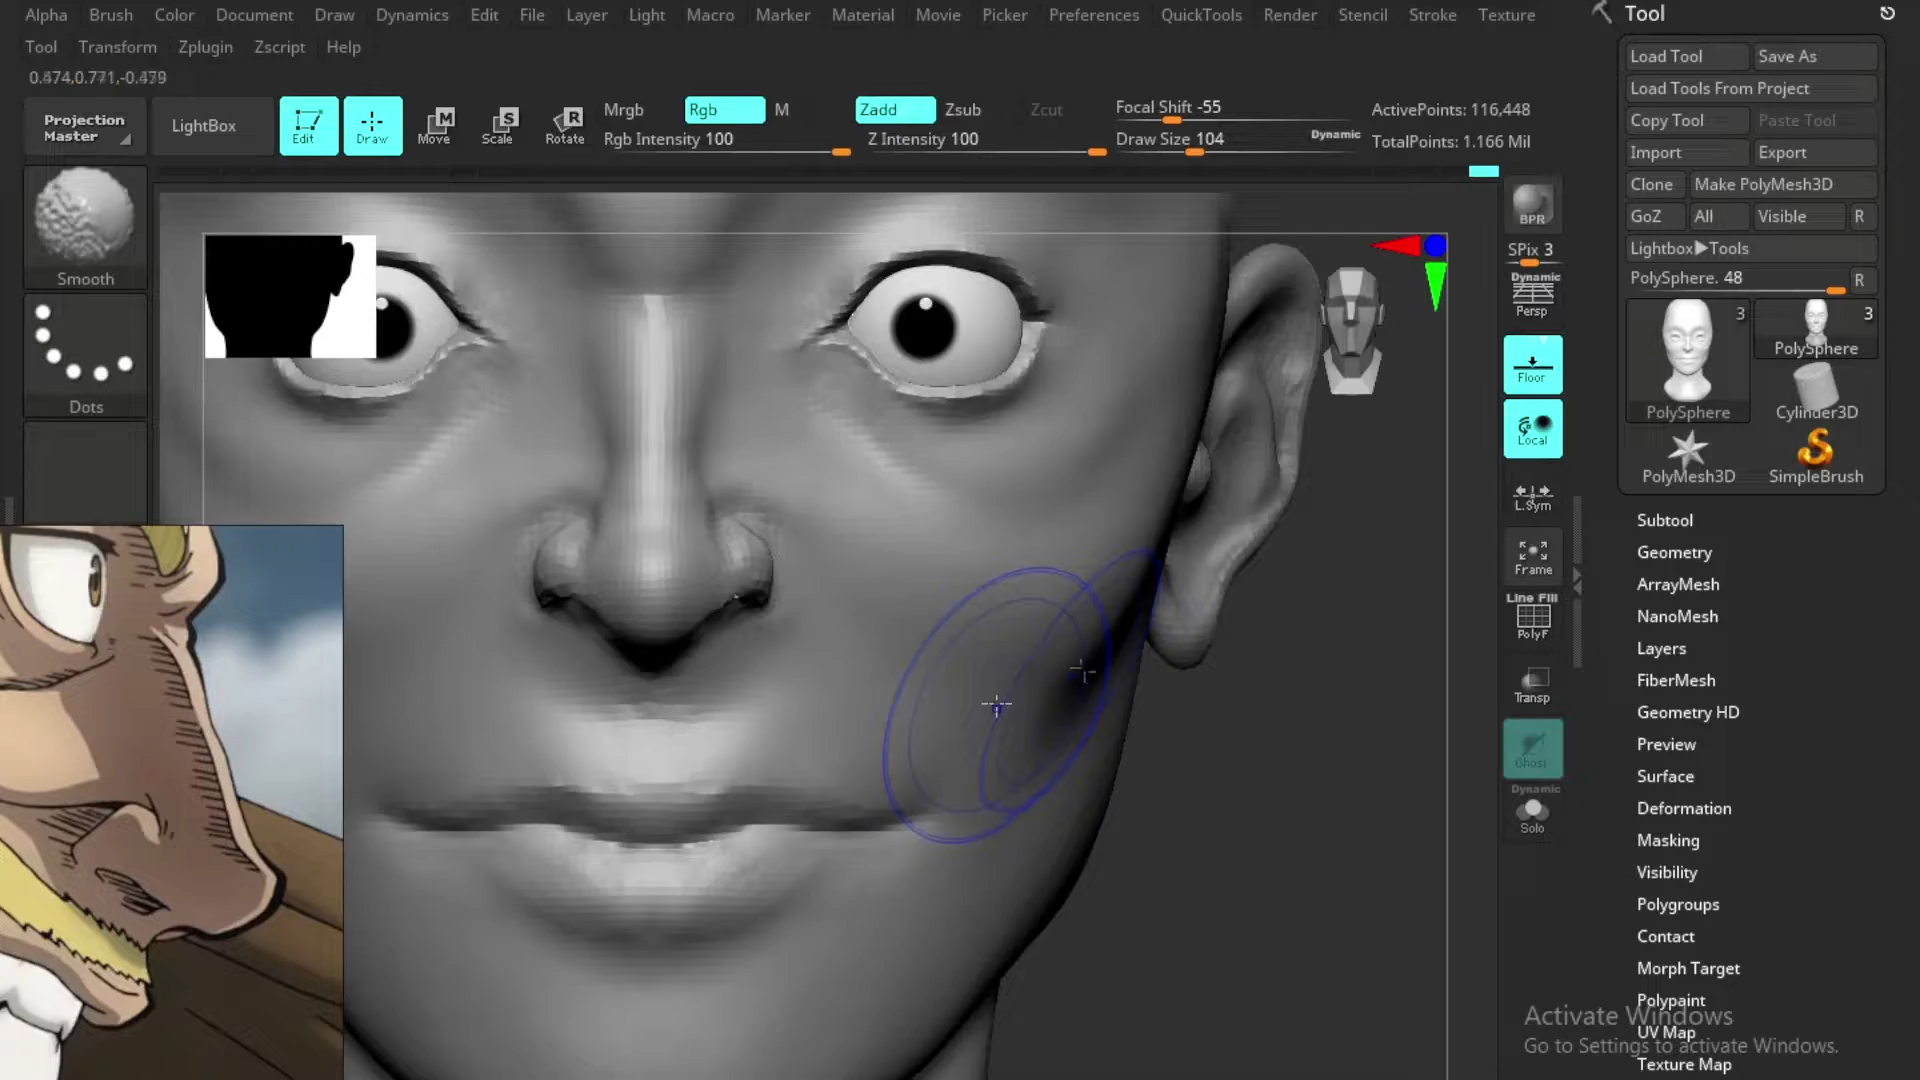 Alpha Brush Color Document Draw Dynamics Edit File Layer Light Macro Marker Material Movie Picker Preferences QuickTools Render Stencil Stroke Texture
Tool Transform Zplugin Zscript Help
0.474,0.771,-0.479
Projection Master
LightBox
Edit
Draw
Move
M
Scale
S
Rotate
R
Mrgb Rgb M
Rgb Intensity 100
Zadd Zsub Zcut
Z Intensity 100
Focal Shift -55
Draw Size 104
Dynamic
ActivePoints: 116,448
TotalPoints: 1.166 Mil
Smooth
Dots
BPR
SPix 3
Dynamic
Persp
Floor
Local
L.Sym
Frame
Line Fill
PolyF
Transp
Ghost
Dynamic
Solo
Tool
Load Tool Save As
Load Tools From Project
Copy Tool Paste Tool
Import Export
Clone Make PolyMesh3D
GoZ All Visible R
Lightbox▶Tools
PolySphere. 48 R
3 3
PolySphere
PolySphere
Cylinder3D
PolyMesh3D
SimpleBrush
Subtool
Geometry
ArrayMesh
NanoMesh
Layers
FiberMesh
Geometry HD
Preview
Surface
Deformation
Masking
Visibility
Polygroups
Contact
Morph Target
Polypaint
UV Map
Texture Map
Activate Windows
Go to Settings to activate Windows.